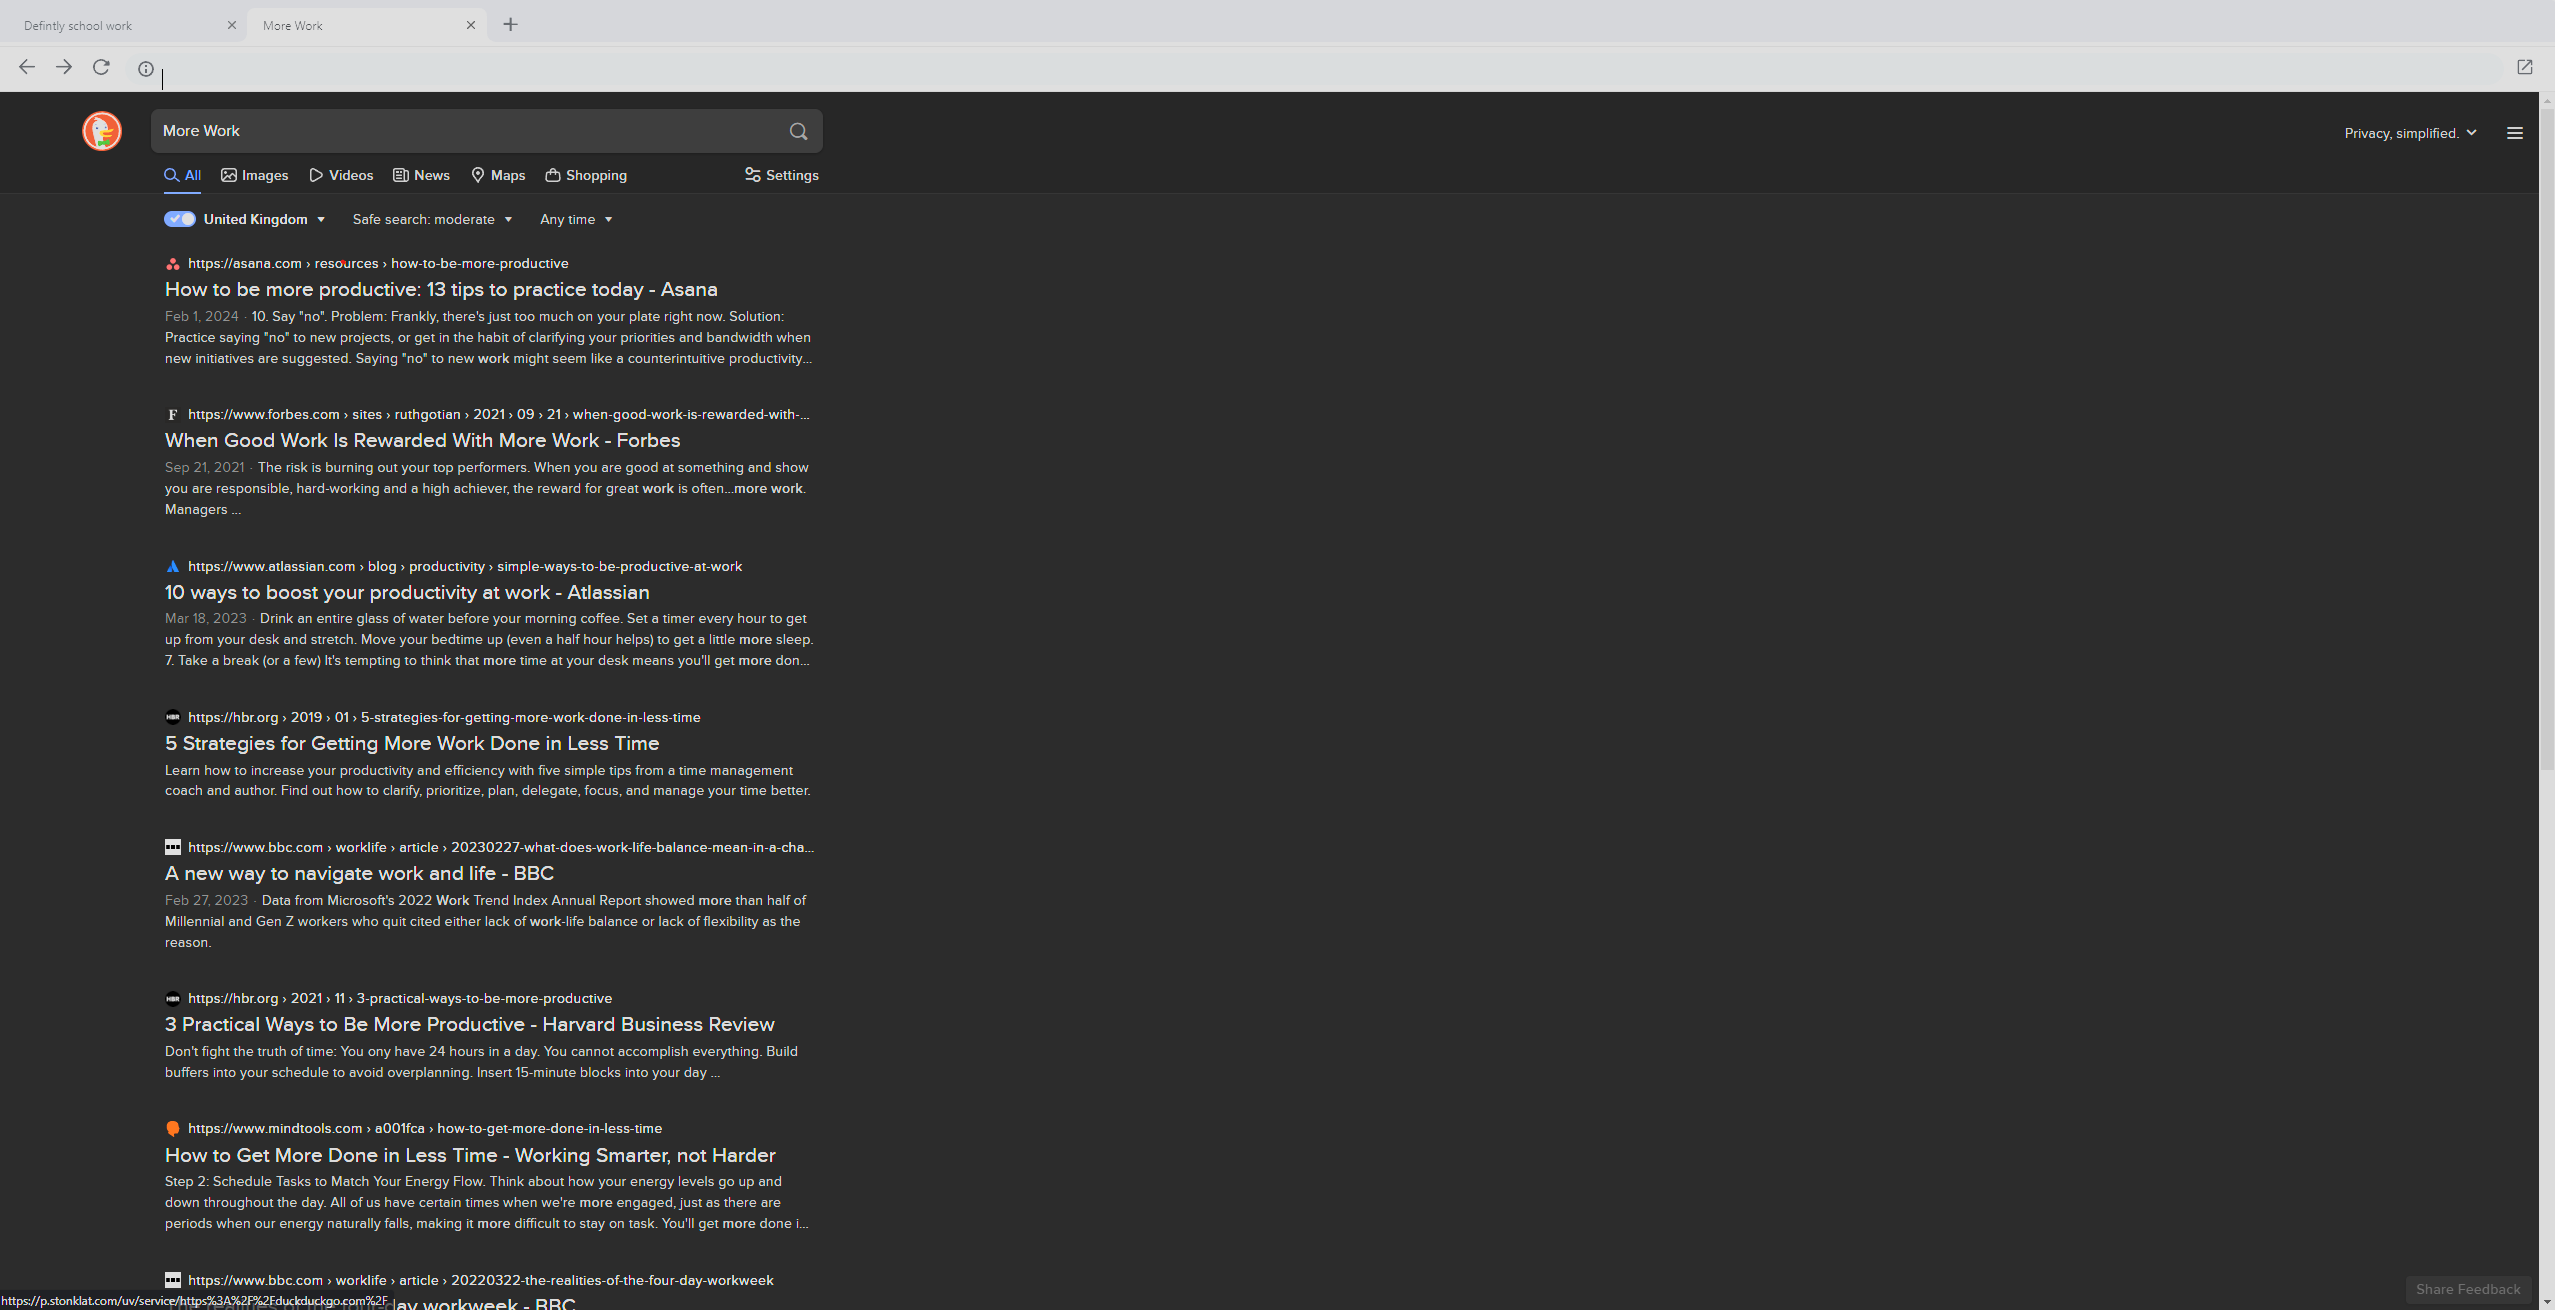 Defintly school work
More Work
More Work
Privacy, simplified.
All Images Videos News Maps Shopping Settings
United Kingdom Safe search: moderate Any time
https://asana.com › resources › how-to-be-more-productive
How to be more productive: 13 tips to practice today - Asana
Feb 1, 2024 · 10. Say "no". Problem: Frankly, there's just too much on your plate right now. Solution:
Practice saying "no" to new projects, or get in the habit of clarifying your priorities and bandwidth when
new initiatives are suggested. Saying "no" to new work might seem like a counterintuitive productivity...
F https://www.forbes.com › sites › ruthgotian › 2021 › 09 › 21 › when-good-work-is-rewarded-with-...
When Good Work Is Rewarded With More Work - Forbes
Sep 21, 2021 · The risk is burning out your top performers. When you are good at something and show
you are responsible, hard-working and a high achiever, the reward for great work is often...more work.
Managers ...
https://www.atlassian.com › blog › productivity › simple-ways-to-be-productive-at-work
10 ways to boost your productivity at work - Atlassian
Mar 18, 2023 · Drink an entire glass of water before your morning coffee. Set a timer every hour to get
up from your desk and stretch. Move your bedtime up (even a half hour helps) to get a little more sleep.
7. Take a break (or a few) It's tempting to think that more time at your desk means you'll get more don...
HBR https://hbr.org › 2019 › 01 › 5-strategies-for-getting-more-work-done-in-less-time
5 Strategies for Getting More Work Done in Less Time
Learn how to increase your productivity and efficiency with five simple tips from a time management
coach and author. Find out how to clarify, prioritize, plan, delegate, focus, and manage your time better.
https://www.bbc.com › worklife › article › 20230227-what-does-work-life-balance-mean-in-a-cha...
A new way to navigate work and life - BBC
Feb 27, 2023 · Data from Microsoft's 2022 Work Trend Index Annual Report showed more than half of
Millennial and Gen Z workers who quit cited either lack of work-life balance or lack of flexibility as the
reason.
HBR https://hbr.org › 2021 › 11 › 3-practical-ways-to-be-more-productive
3 Practical Ways to Be More Productive - Harvard Business Review
Don't fight the truth of time: You ony have 24 hours in a day. You cannot accomplish everything. Build
buffers into your schedule to avoid overplanning. Insert 15-minute blocks into your day ...
https://www.mindtools.com › a001fca › how-to-get-more-done-in-less-time
How to Get More Done in Less Time - Working Smarter, not Harder
Step 2: Schedule Tasks to Match Your Energy Flow. Think about how your energy levels go up and
down throughout the day. All of us have certain times when we're more engaged, just as there are
periods when our energy naturally falls, making it more difficult to stay on task. You'll get more done i...
https://www.bbc.com › worklife › article › 20220322-the-realities-of-the-four-day-workweek
The realities of the four-day workweek - BBC
https://p.stonklat.com/uv/service/https%3A%2F%2Fduckduckgo.com%2F
Share Feedback